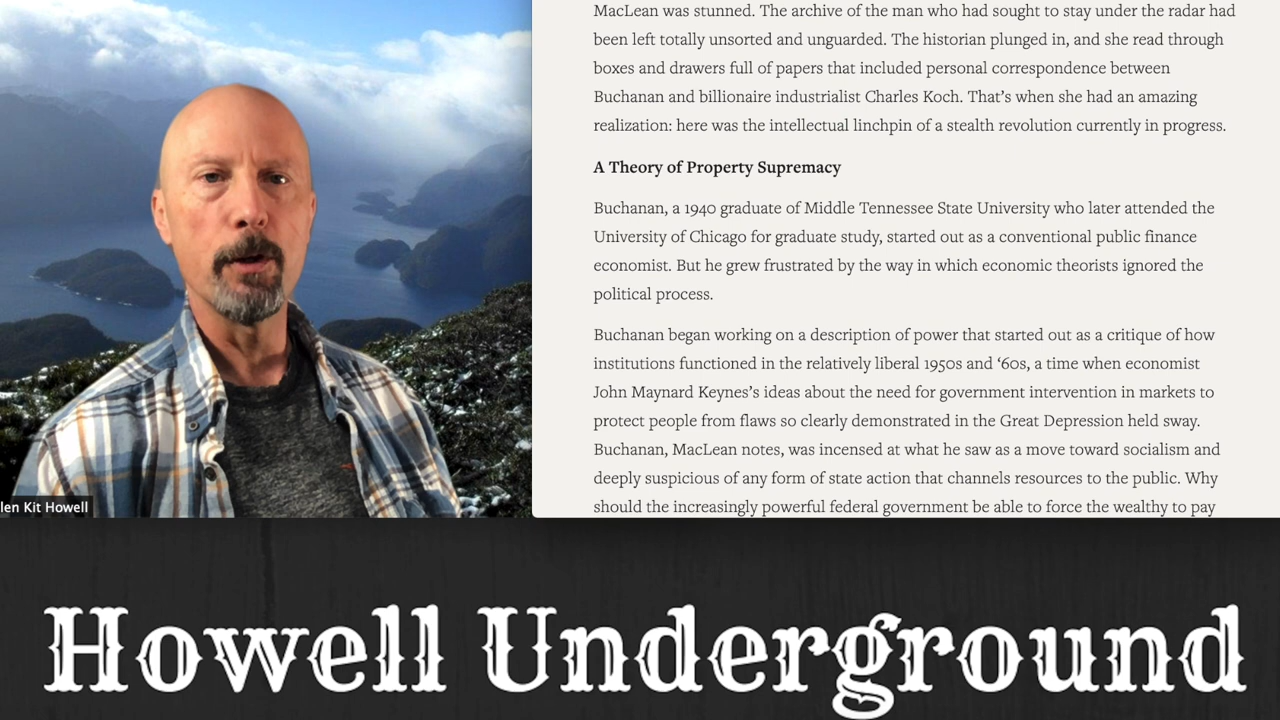 MacLean was stunned. The archive of the man who had sought to stay under the radar had
been left totally unsorted and unguarded. The historian plunged in, and she read through
boxes and drawers full of papers that included personal correspondence between
Buchanan and billionaire industrialist Charles Koch. That’s when she had an amazing
realization: here was the intellectual linchpin of a stealth revolution currently in progress.
A Theory of Property Supremacy
Buchanan, a 1940 graduate of Middle Tennessee State University who later attended the
University of Chicago for graduate study, started out as a conventional public finance
economist. But he grew frustrated by the way in which economic theorists ignored the
political process.
Buchanan began working on a description of power that started out as a critique of how
institutions functioned in the relatively liberal 1950s and ‘60s, a time when economist
John Maynard Keynes’s ideas about the need for government intervention in markets to
protect people from flaws so clearly demonstrated in the Great Depression held sway.
Buchanan, MacLean notes, was incensed at what he saw as a move toward socialism and
deeply suspicious of any form of state action that channels resources to the public. Why
should the increasingly powerful federal government be able to force the wealthy to pay
len Kit Howell
Howell Underground